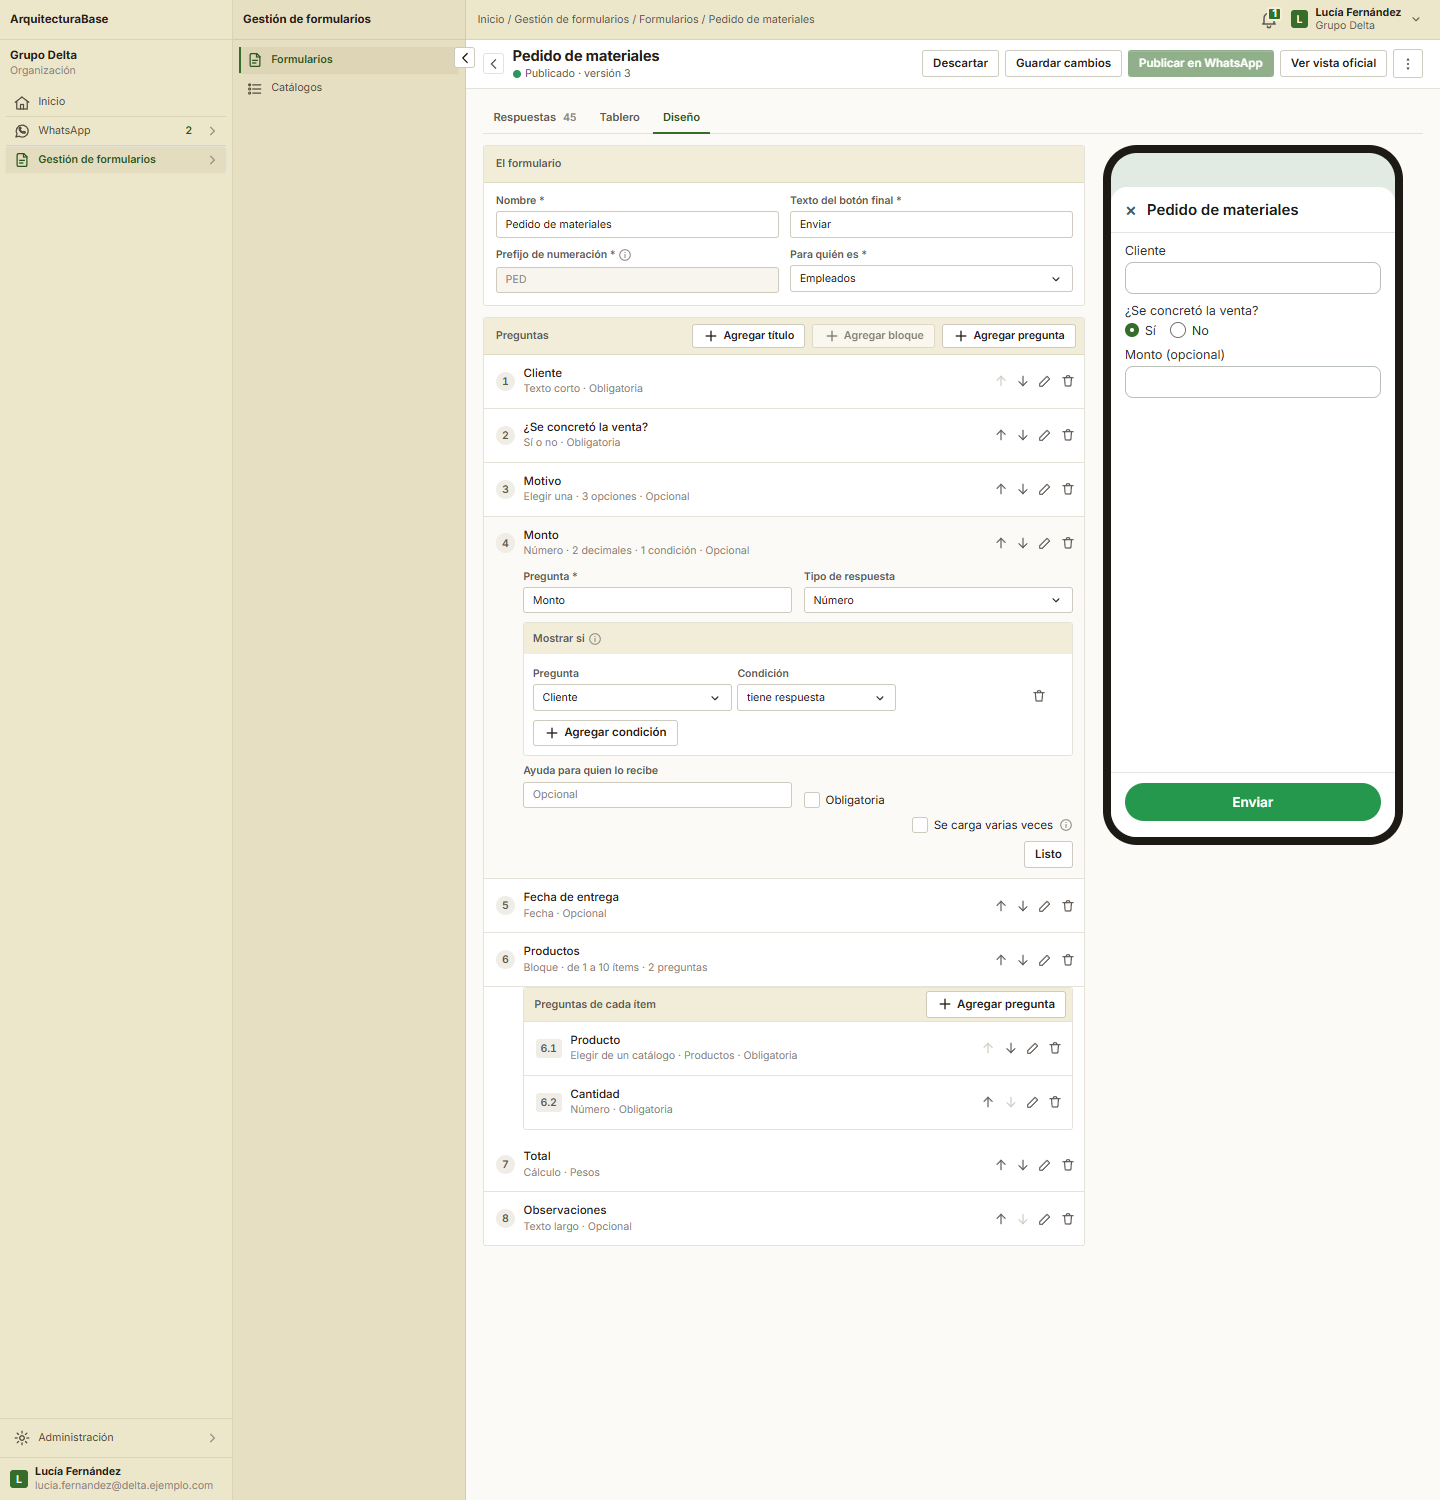 ArquitecturaBase
Grupo Delta
Organización
Inicio
WhatsApp 2
Gestión de formularios
Administración
L Lucía Fernández
lucia.fernandez@delta.ejemplo.com
Gestión de formularios
Formularios
Catálogos
Inicio / Gestión de formularios / Formularios / Pedido de materiales
1
L Lucía Fernández
Grupo Delta
Pedido de materiales
Publicado · versión 3
Descartar Guardar cambios Publicar en WhatsApp Ver vista oficial
Respuestas 45 Tablero Diseño
El formulario
Nombre * Texto del botón final *
Pedido de materiales Enviar
Prefijo de numeración * Para quién es *
PED Empleados
Preguntas Agregar título Agregar bloque Agregar pregunta
1 Cliente
Texto corto · Obligatoria
2 ¿Se concretó la venta?
Sí o no · Obligatoria
3 Motivo
Elegir una · 3 opciones · Opcional
4 Monto
Número · 2 decimales · 1 condición · Opcional
Pregunta * Tipo de respuesta
Monto Número
Mostrar si
Pregunta Condición
Cliente tiene respuesta
Agregar condición
Ayuda para quien lo recibe
Opcional Obligatoria
Se carga varias veces
Listo
5 Fecha de entrega
Fecha · Opcional
6 Productos
Bloque · de 1 a 10 ítems · 2 preguntas
Preguntas de cada ítem Agregar pregunta
6.1 Producto
Elegir de un catálogo · Productos · Obligatoria
6.2 Cantidad
Número · Obligatoria
7 Total
Cálculo · Pesos
8 Observaciones
Texto largo · Opcional
Pedido de materiales
Cliente
¿Se concretó la venta?
Sí No
Monto (opcional)
Enviar